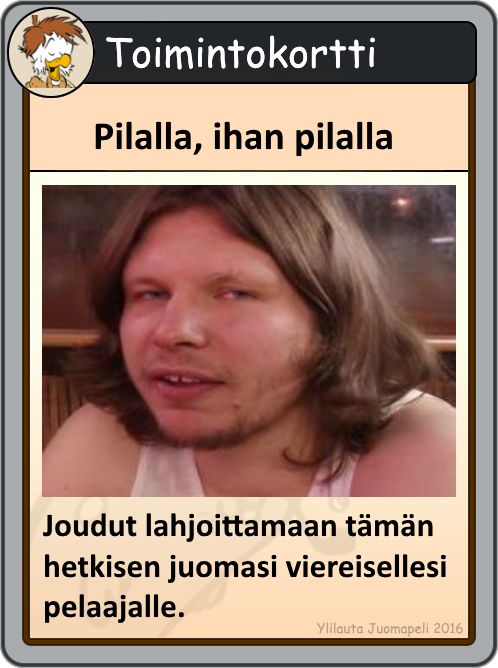 Toimintokortti
Pilalla, ihan pilalla
Joudut lahjoittamaan tämän
hetkisen juomasi viereisellesi
pelaajalle.
Ylilauta Juomapeli 2016